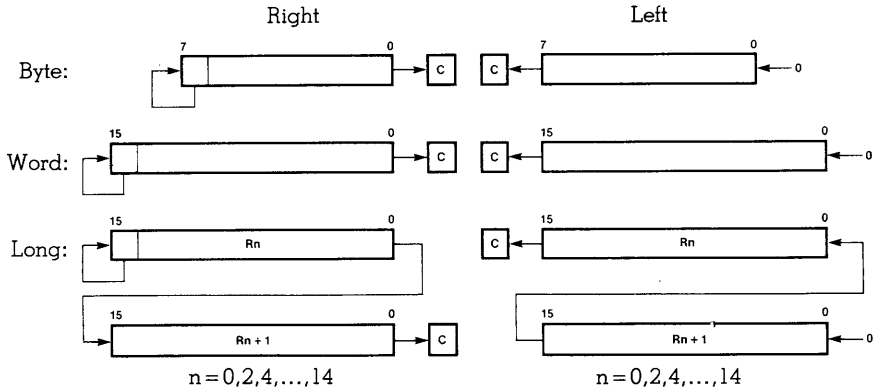 Right Left
7 0 7 0
Byte: C C 0
15 0 15 0
Word: C C 0
15 0 15 0
Long: Rn C Rn
15 0 15 0
Rn + 1 C Rn + 1 0
n=0,2,4,...,14 n=0,2,4,...,14